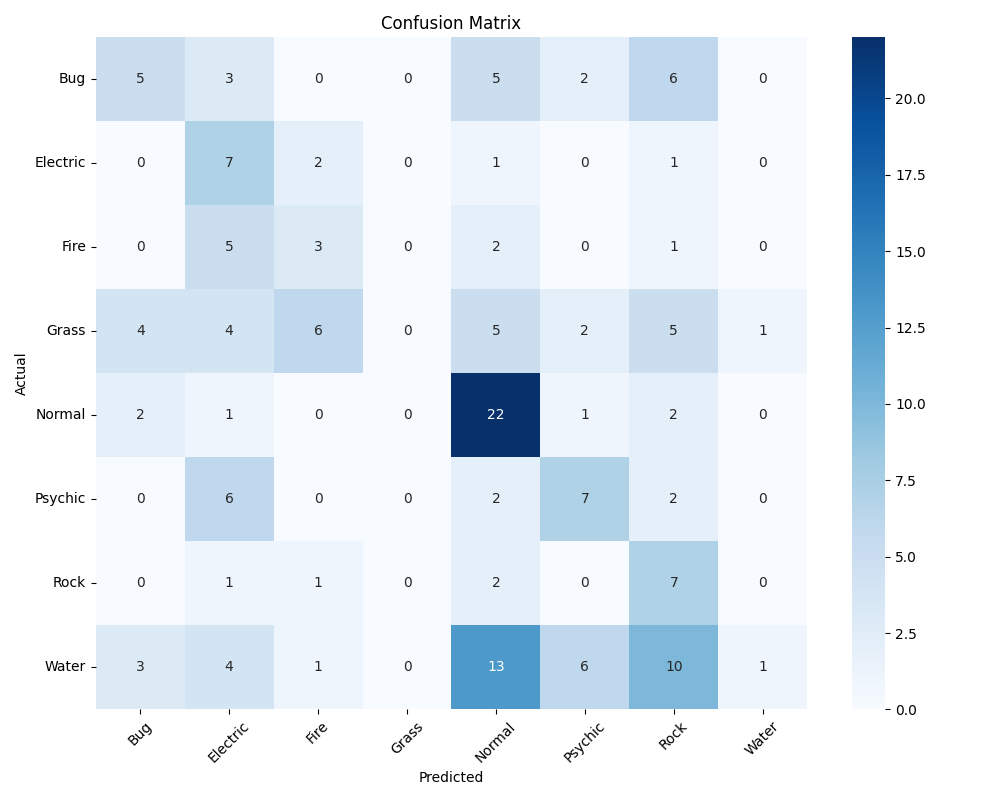 Confusion Matrix
Bug 5 3 0 0 5 2 6 0
Electric 0 7 2 0 1 0 1 0
Fire 0 5 3 0 2 0 1 0
Grass 4 4 6 0 5 2 5 1
Normal 2 1 0 0 22 1 2 0
Psychic 0 6 0 0 2 7 2 0
Rock 0 1 1 0 2 0 7 0
Water 3 4 1 0 13 6 10 1
Actual
Bug Electric Fire Grass Normal Psychic Rock Water
Predicted
20.0
17.5
15.0
12.5
10.0
7.5
5.0
2.5
0.0